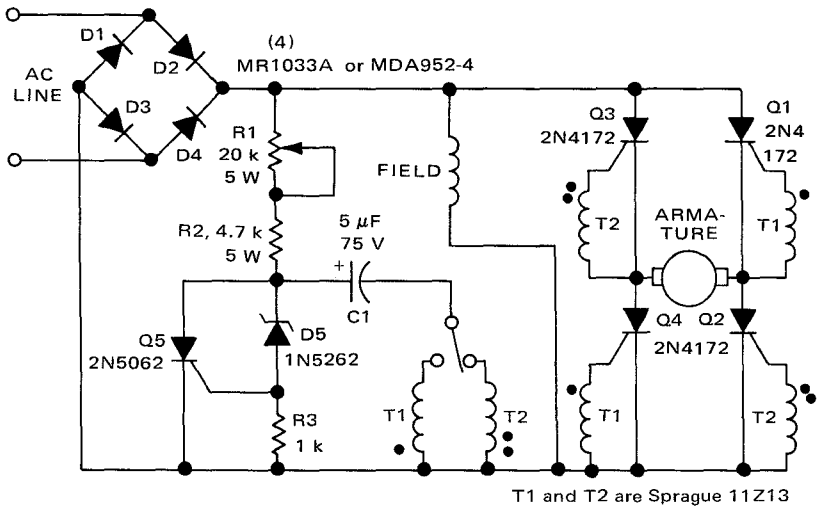 (4)
MR1033A or MDA952-4
D1
D2
AC
LINE
D3
D4
R1
20 k
5 W
FIELD
Q3
2N4172
Q1
2N4
172
T2
ARMA-
TURE
T1
R2, 4.7 k
5 W
5 μF
75 V
+
C1
Q5
2N5062
D5
1N5262
Q4
Q2
2N4172
T1
T2
R3
1 k
T1
T2
T1 and T2 are Sprague 11Z13